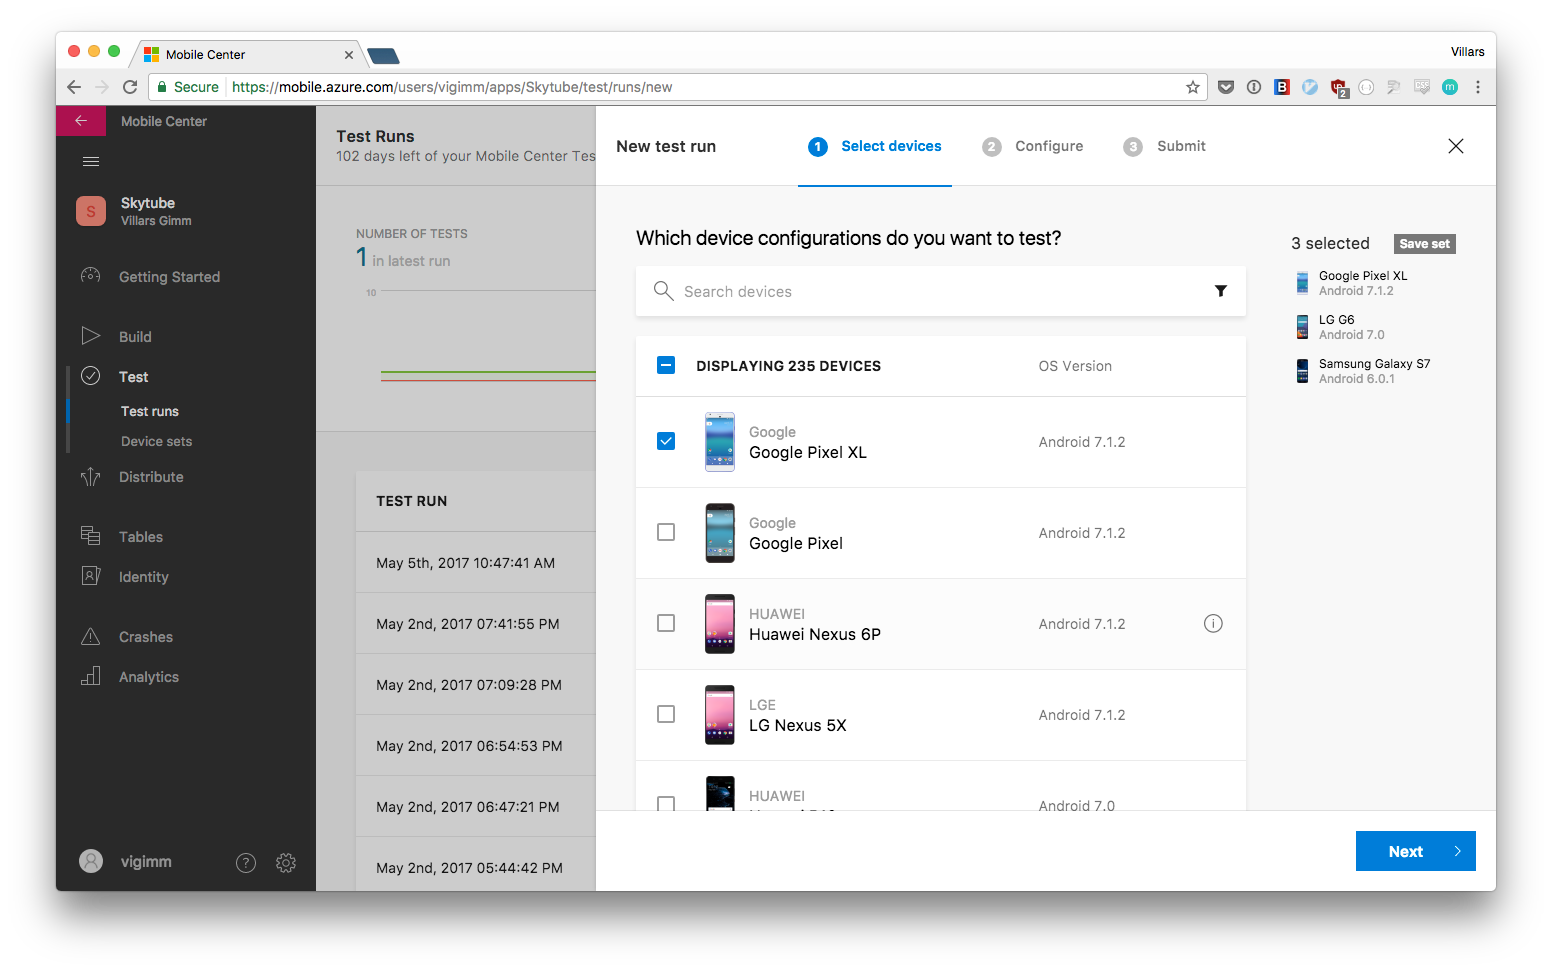 Mobile Center
Villars
Secure
https://mobile.azure.com/users/vigimm/apps/Skytube/test/runs/new
B
2
CSS
m
Mobile Center
S
Skytube
Villars Gimm
Getting Started
Build
Test
Test runs
Device sets
Distribute
Tables
Identity
Crashes
Analytics
vigimm
?
Test Runs
102 days left of your Mobile Center Tes
NUMBER OF TESTS
1 in latest run
10
TEST RUN
May 5th, 2017 10:47:41 AM
May 2nd, 2017 07:41:55 PM
May 2nd, 2017 07:09:28 PM
May 2nd, 2017 06:54:53 PM
May 2nd, 2017 06:47:21 PM
May 2nd, 2017 05:44:42 PM
New test run
1 Select devices
2 Configure
3 Submit
Which device configurations do you want to test?
Search devices
DISPLAYING 235 DEVICES
OS Version
Google
Google Pixel XL
Android 7.1.2
Google
Google Pixel
Android 7.1.2
HUAWEI
Huawei Nexus 6P
Android 7.1.2
LGE
LG Nexus 5X
Android 7.1.2
HUAWEI
Android 7.0
3 selected
Save set
Google Pixel XL
Android 7.1.2
LG G6
Android 7.0
Samsung Galaxy S7
Android 6.0.1
Next